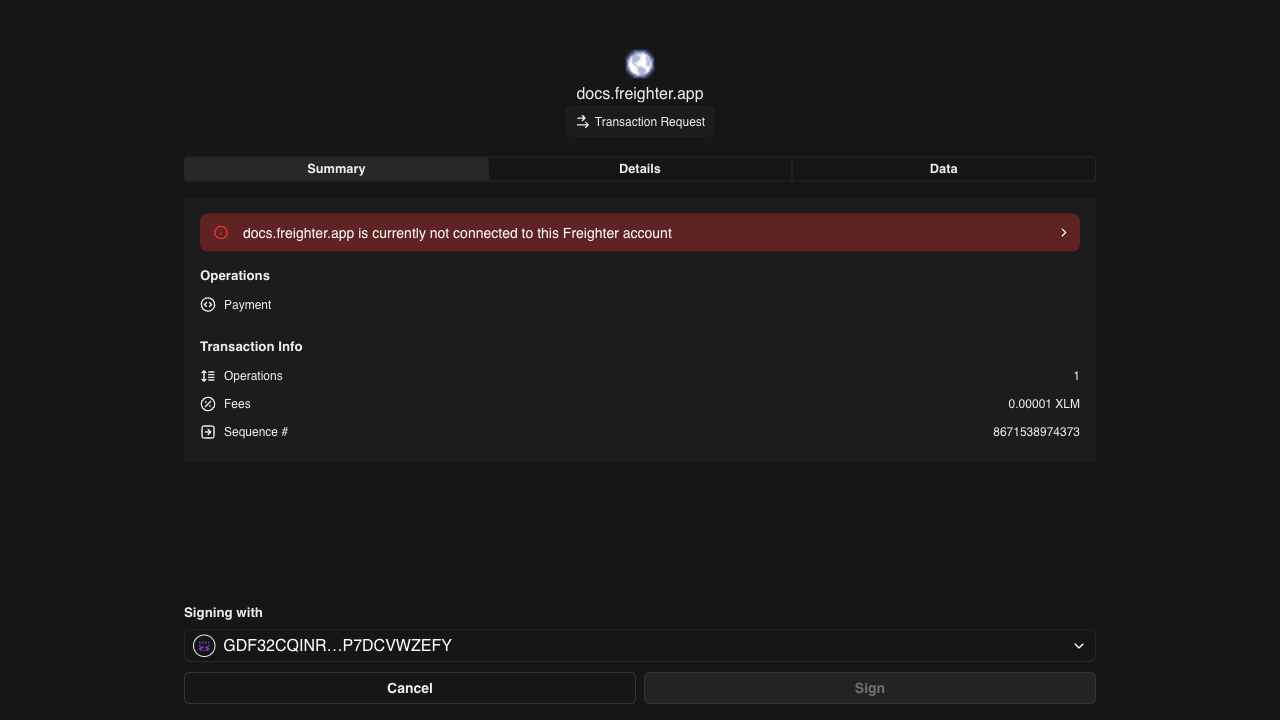 docs.freighter.app
Transaction Request
Summary Details Data
docs.freighter.app is currently not connected to this Freighter account
Operations
Payment
Transaction Info
Operations 1
Fees 0.00001 XLM
Sequence # 8671538974373
Signing with
GDF32CQINR…P7DCVWZEFY
Cancel Sign